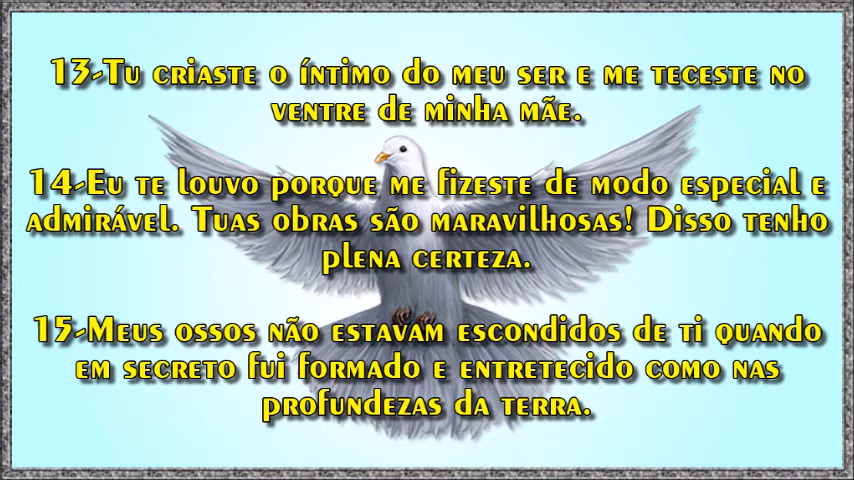 13-Tu criaste o íntimo do meu ser e me teceste no
ventre de minha mãe.
14-Eu te louvo porque me fizeste de modo especial e
admirável. Tuas obras são maravilhosas! Disso tenho
plena certeza.
15-Meus ossos não estavam escondidos de ti quando
em secreto fui formado e entretecido como nas
profundezas da terra.